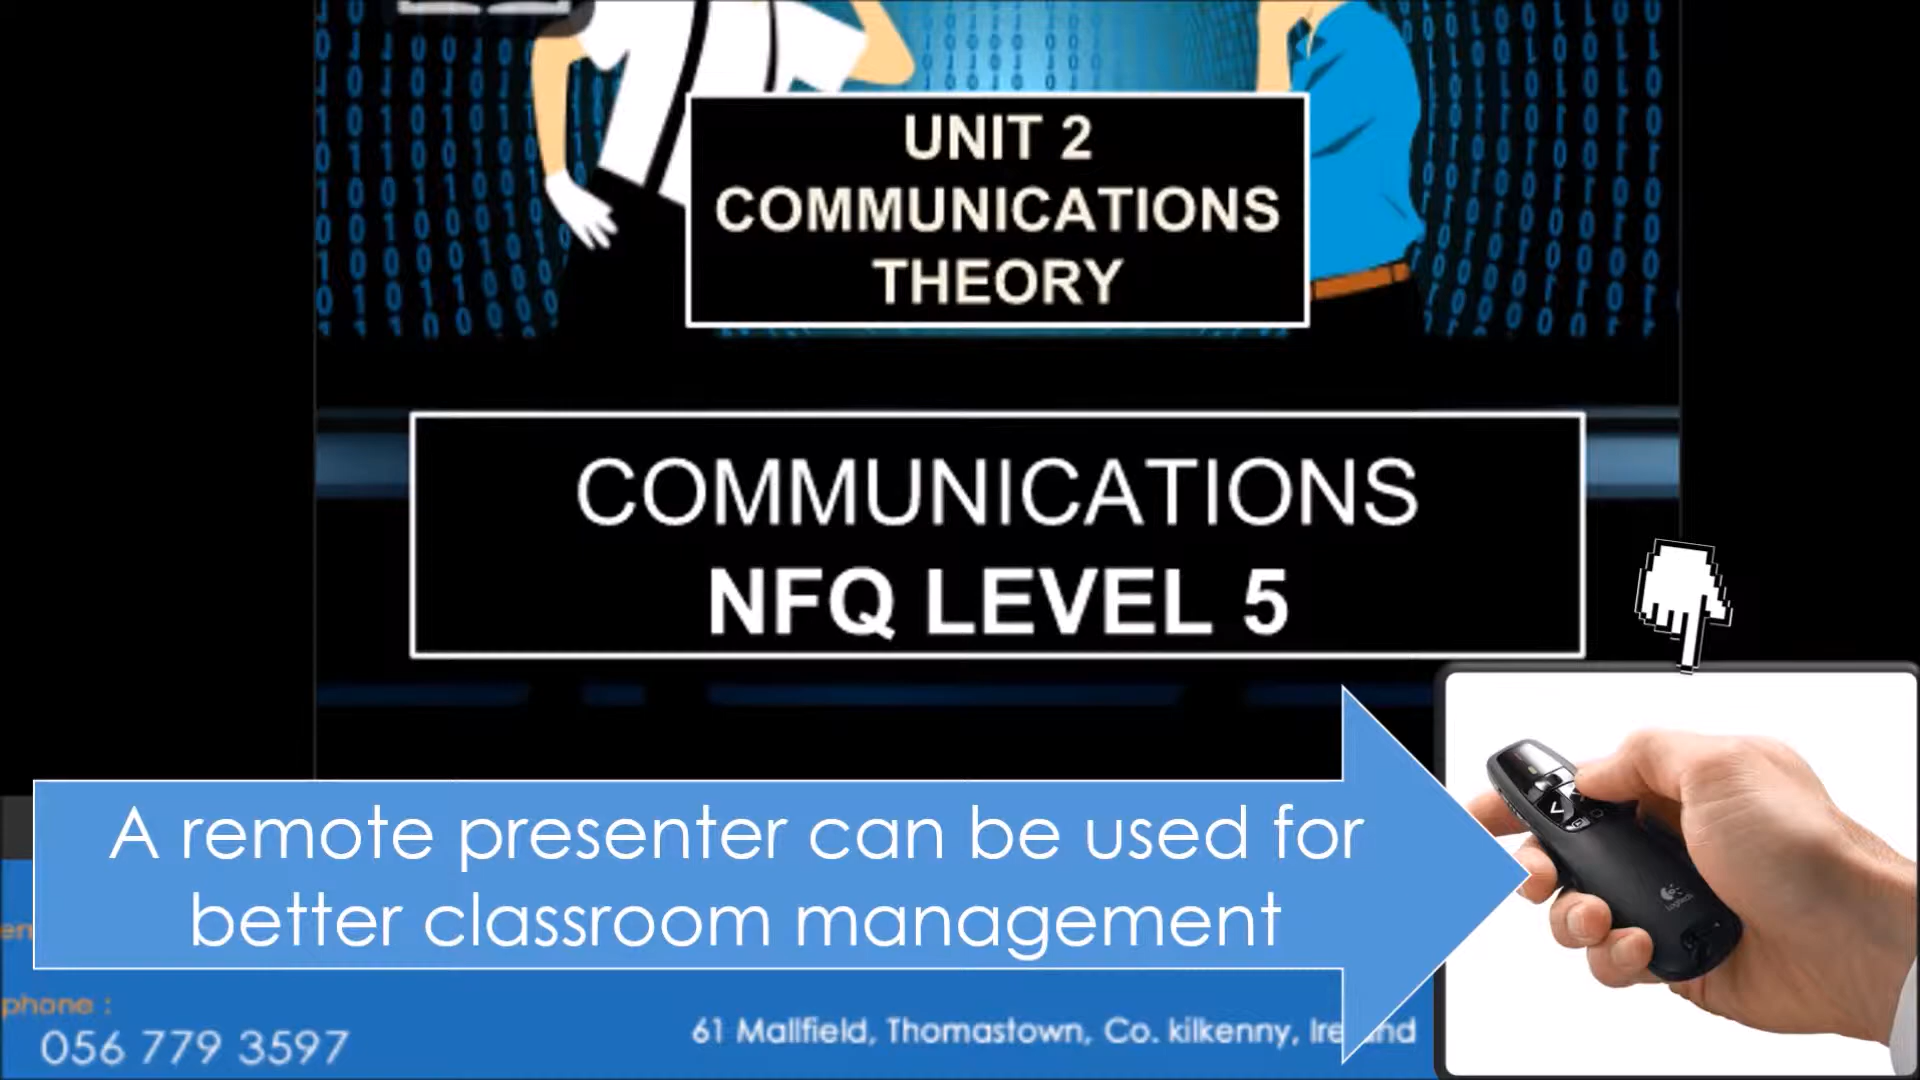 UNIT 2
COMMUNICATIONS
THEORY
COMMUNICATIONS
NFQ LEVEL 5
A remote presenter can be used for
better classroom management
phone :
056 779 3597
61 Mallfield, Thomastown, Co. kilkenny,
Logitech